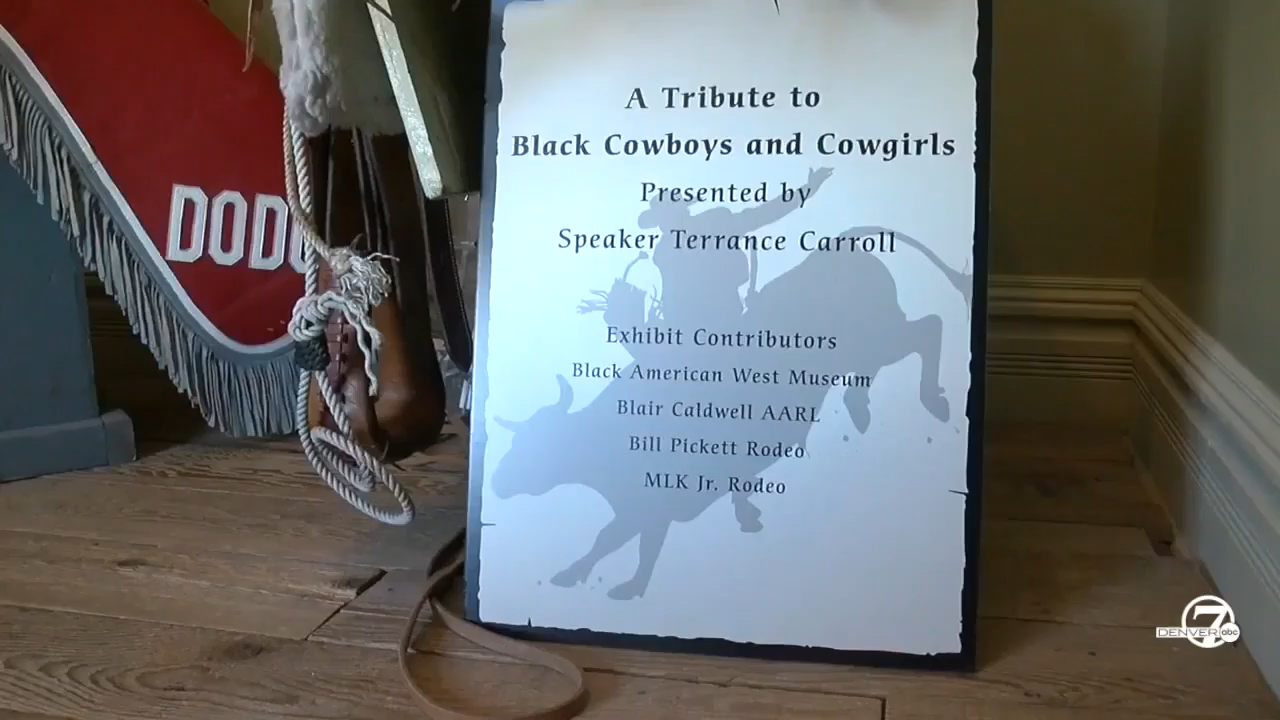 A Tribute to
Black Cowboys and Cowgirls
Presented by
Speaker Terrance Carroll
Exhibit Contributors
Black American West Museum
Blair Caldwell AARL
Bill Pickett Rodeo
MLK Jr. Rodeo
DODG
DENVER 7 abc